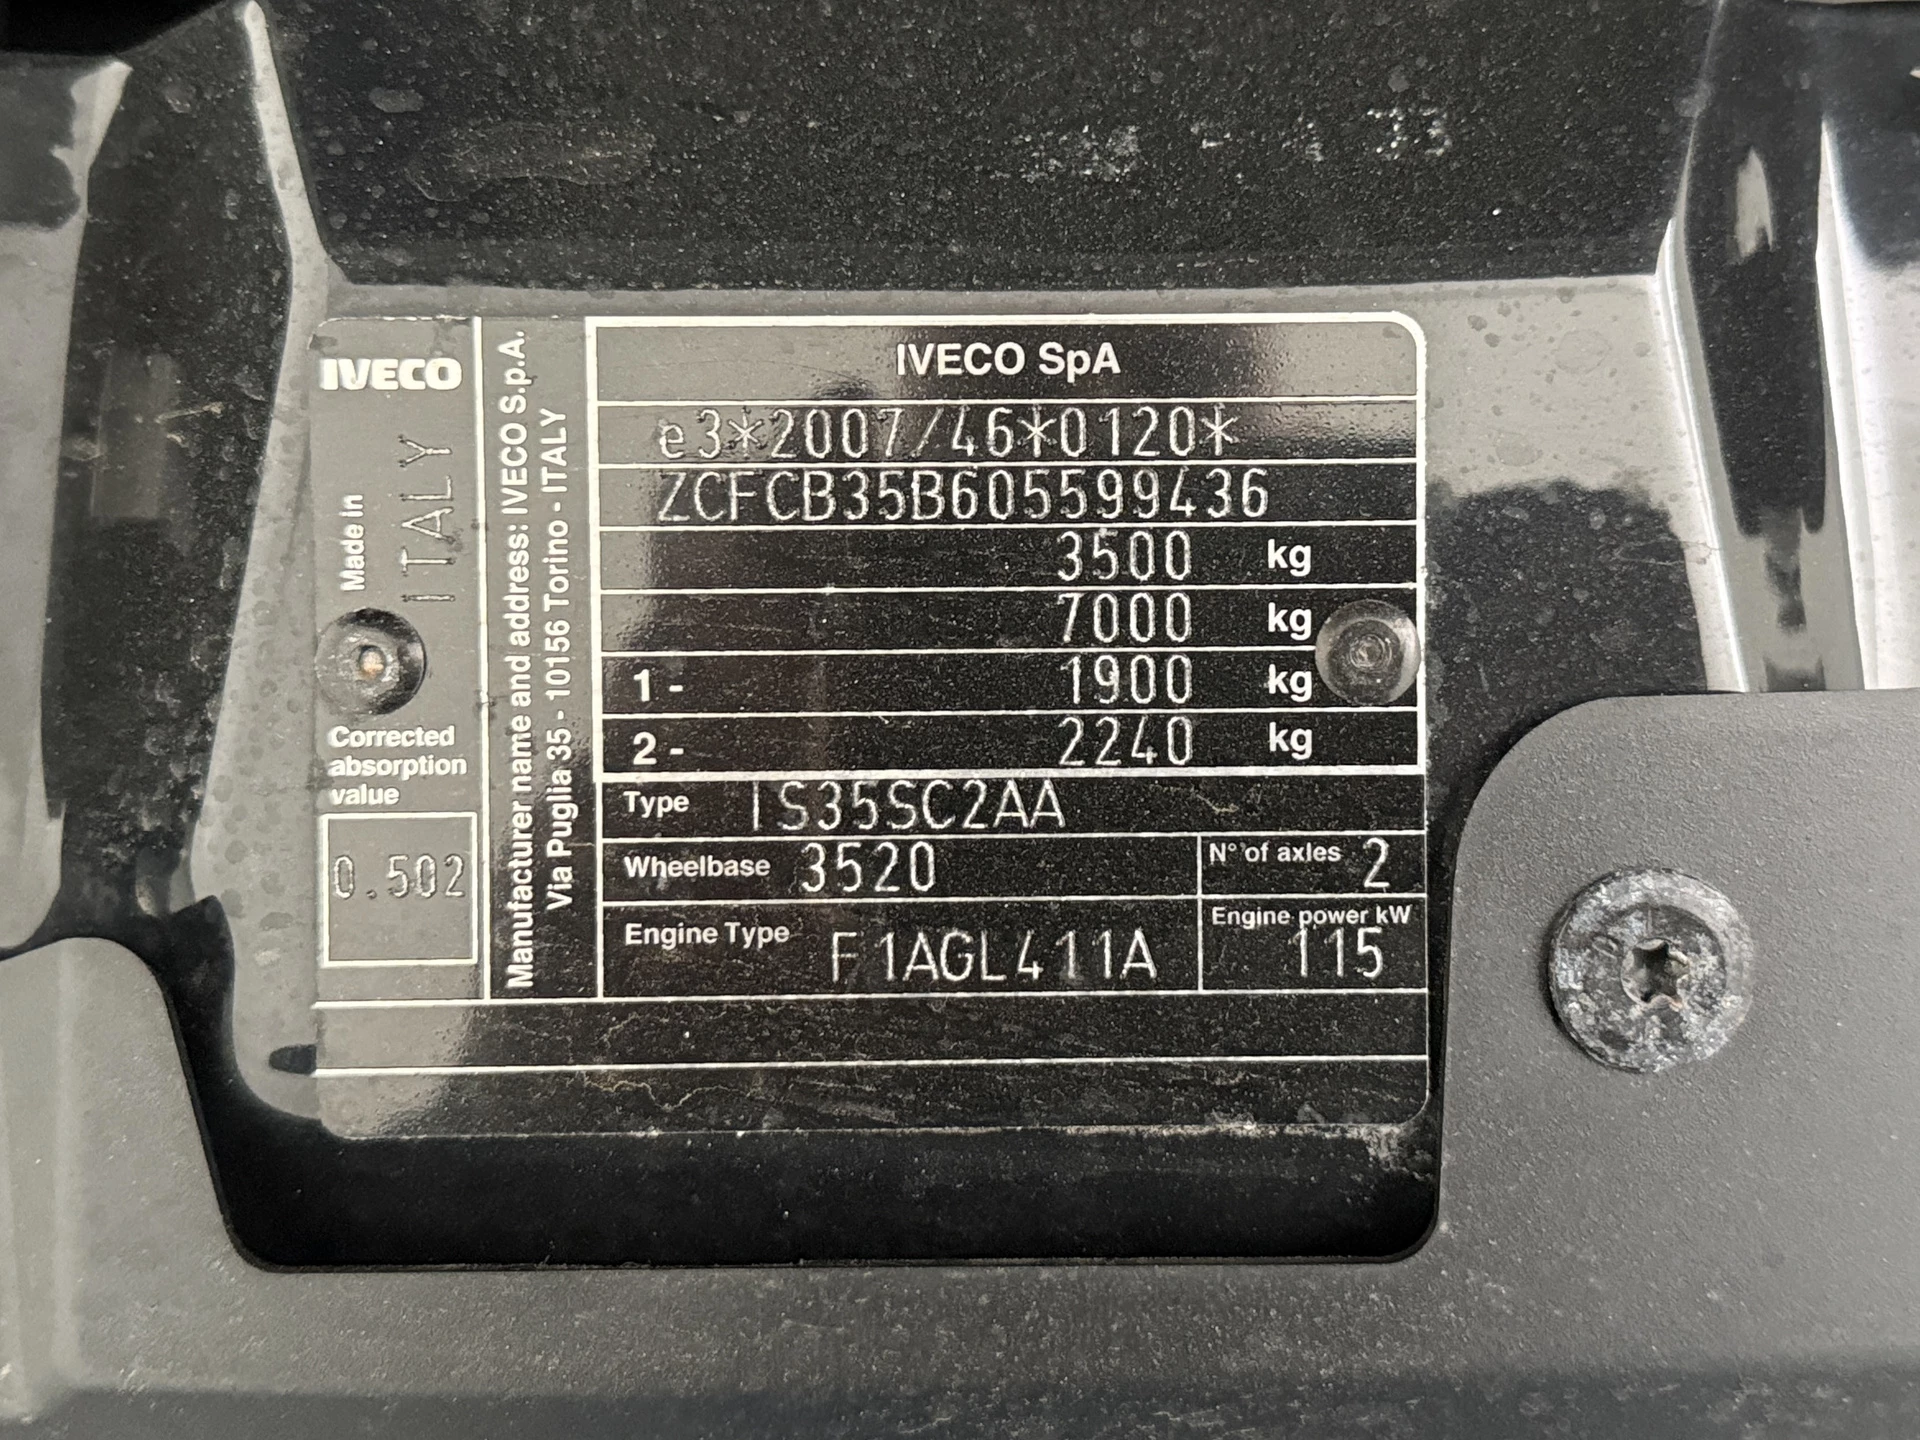 IVECO
Made in
ITALY
Corrected
absorption
value
0.502
Manufacturer name and address: IVECO S.p.A.
Via Puglia 35 - 10156 Torino - ITALY
IVECO SpA
e3*2007/46*0120*
ZCFCB35B605599436
3500 kg
7000 kg
1 - 1900 kg
2 - 2240 kg
Type IS35SC2AA
Wheelbase 3520 N° of axles 2
Engine Type F1AGL411A Engine power kW 115